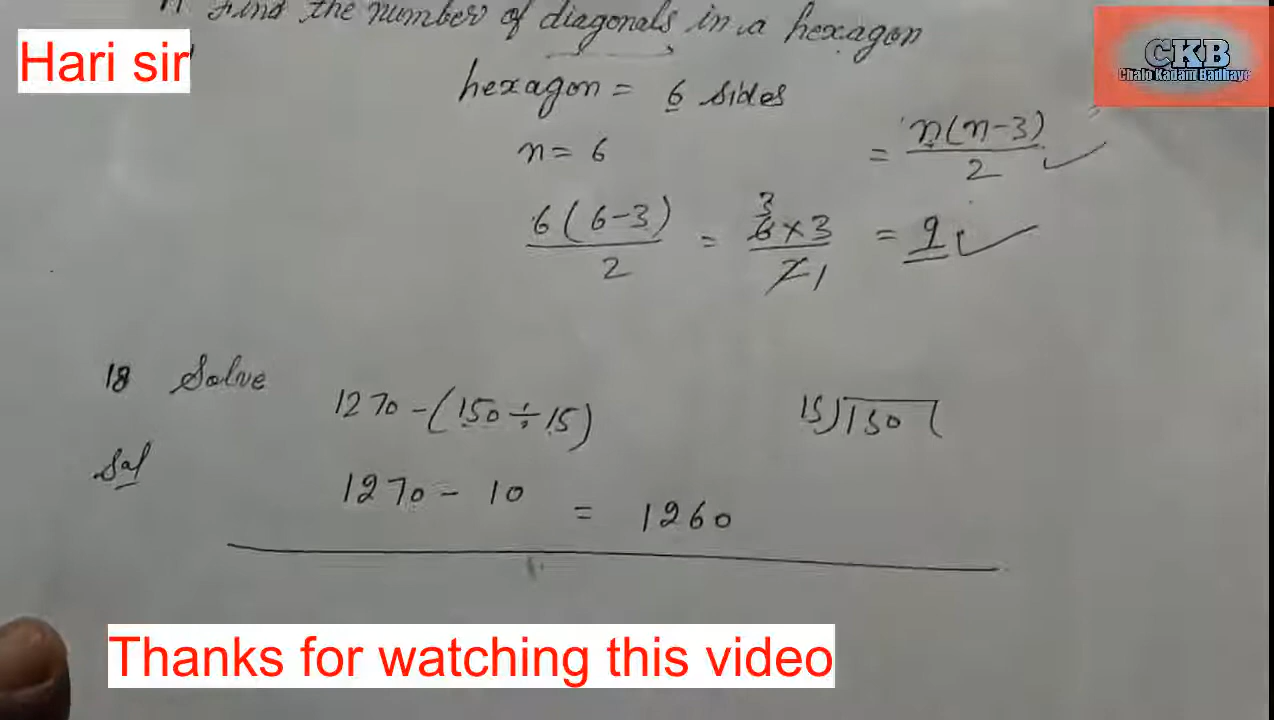 Find the number of diagonals in a hexagon
Hari sir
CKB
Chalo Kadam Badhaye
hexagon = 6 sides
n = 6
= n(n-3)/2
6(6-3)/2 = 3 6×3/2 1 = 9
18 Solve
1270-(150÷15)
15)150(
Sol
1270 - 10 = 1260
Thanks for watching this video